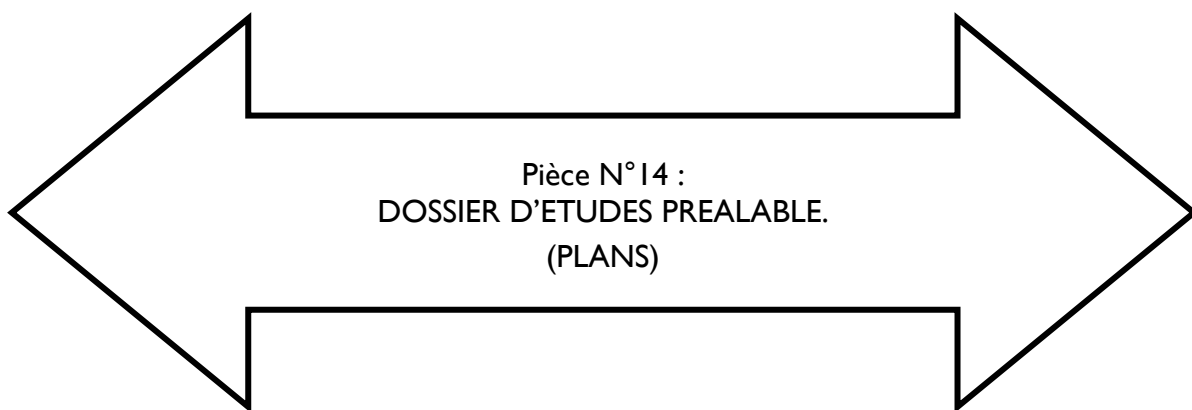 Pièce N°14 :
DOSSIER D’ETUDES PREALABLE.
(PLANS)